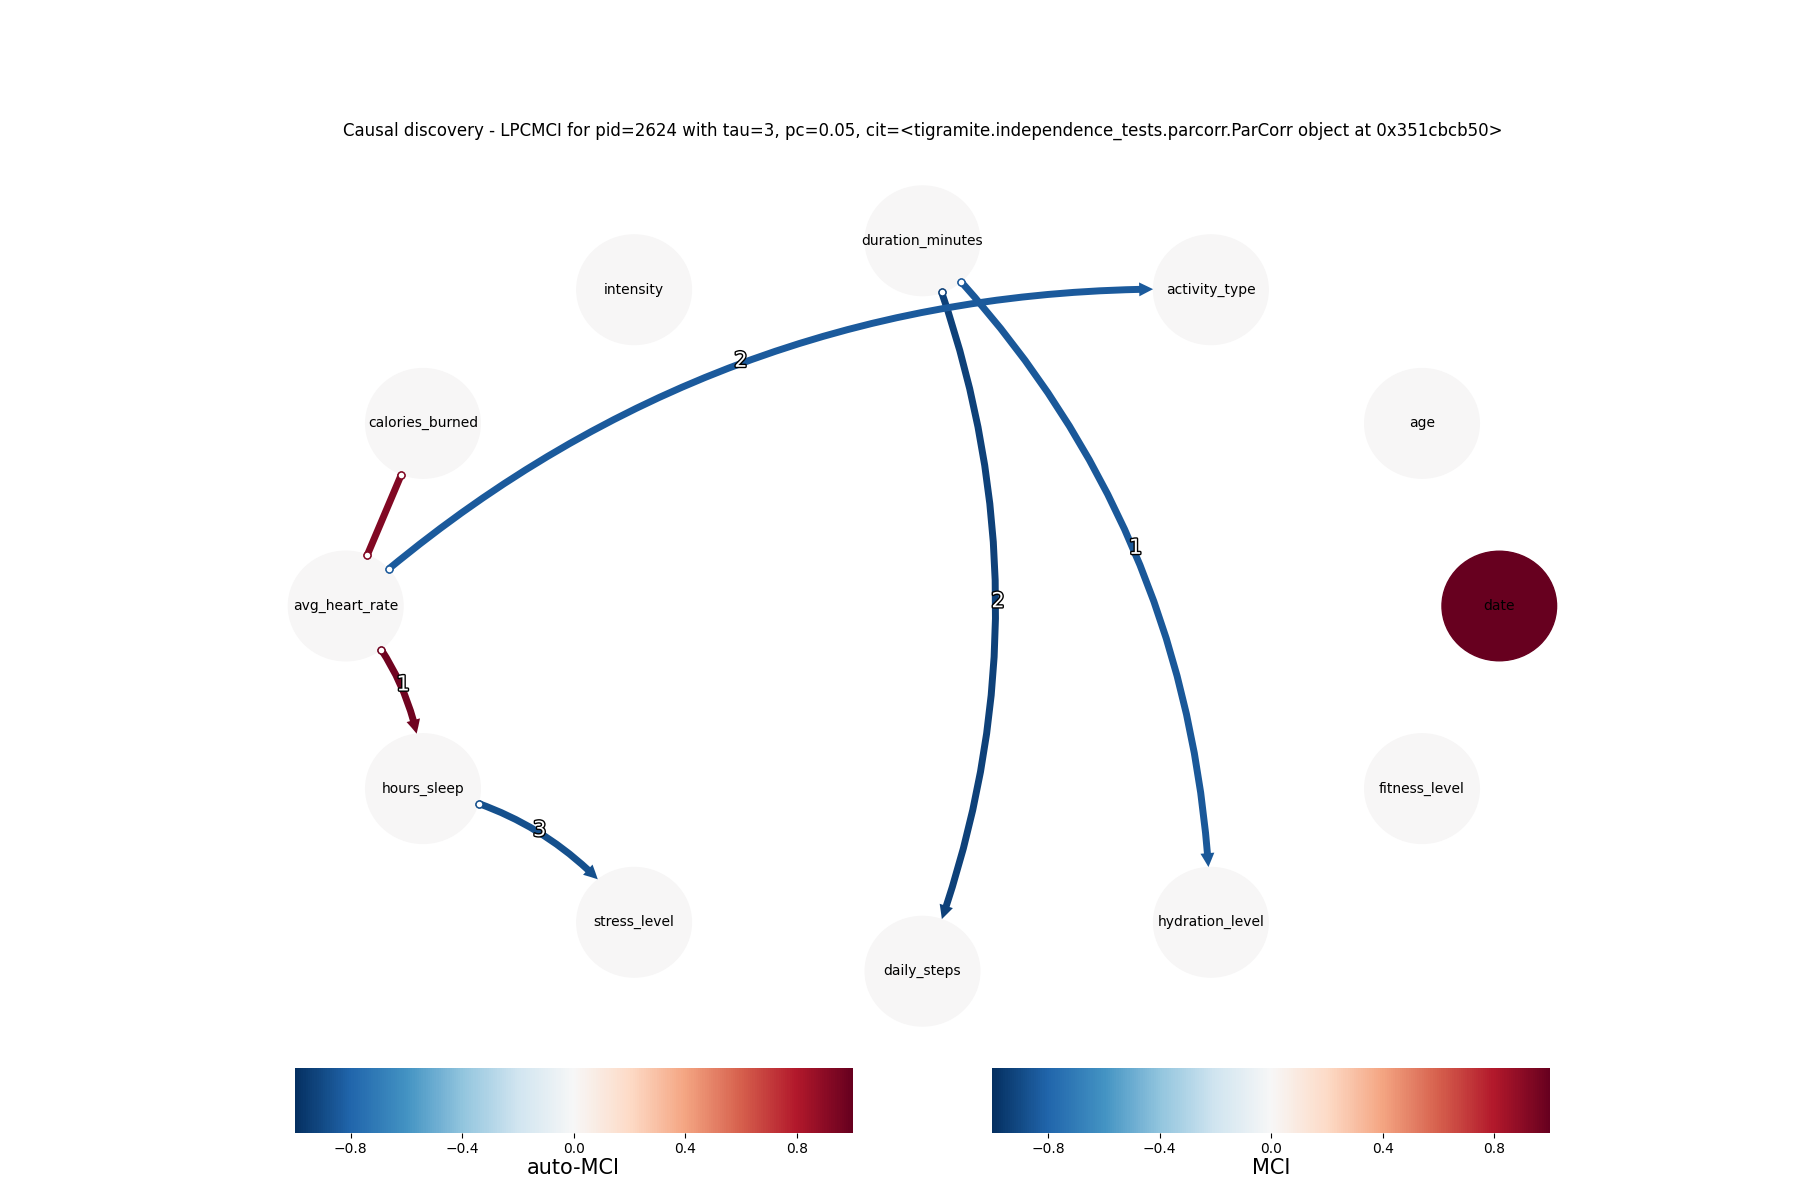 Causal discovery - LPCMCI for pid=2624 with tau=3, pc=0.05, cit=<tigramite.independence_tests.parcorr.ParCorr object at 0x351cbcb50>
duration_minutes
intensity
activity_type
2
calories_burned
age
1
2
avg_heart_rate
date
1
hours_sleep
fitness_level
3
stress_level
hydration_level
daily_steps
−0.8 −0.4 0.0 0.4 0.8
auto-MCI
−0.8 −0.4 0.0 0.4 0.8
MCI